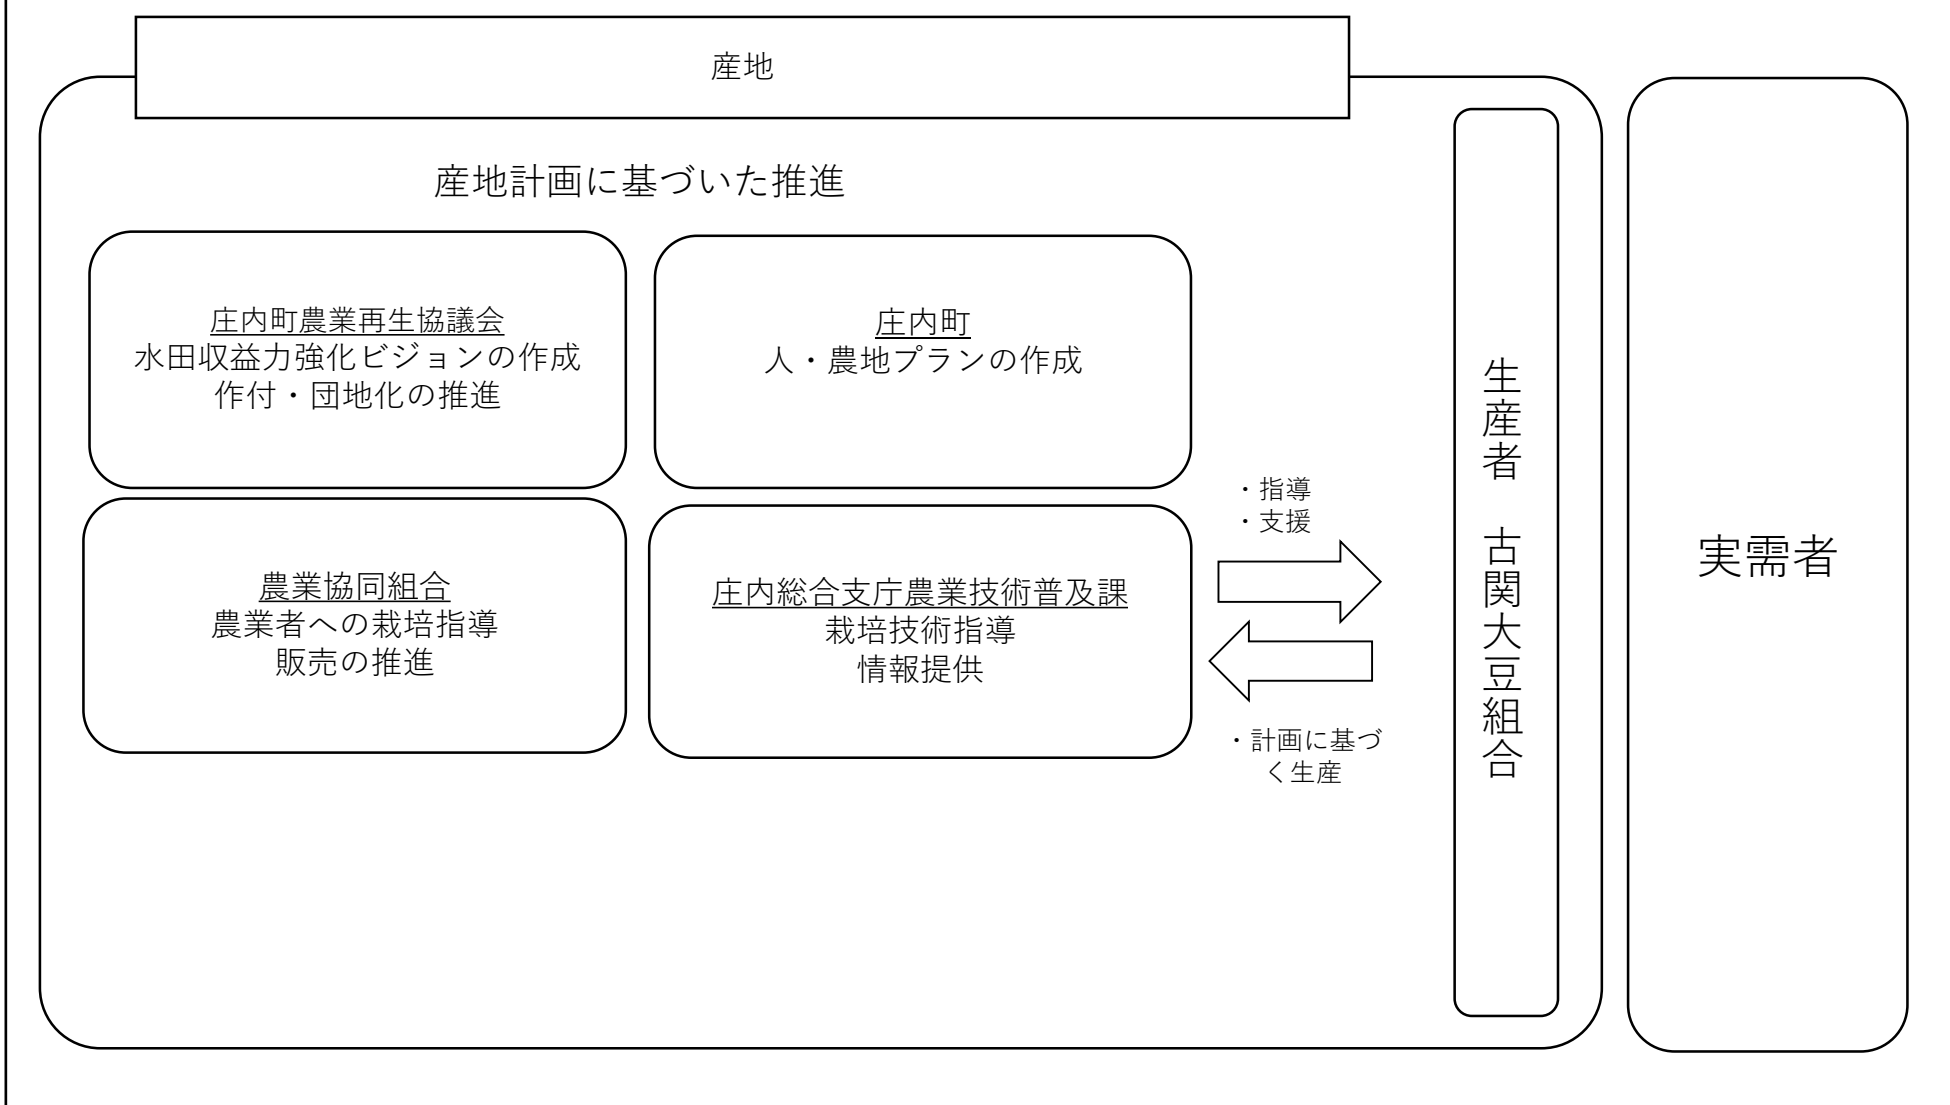 産地
産地計画に基づいた推進
庄内町農業再生協議会
水田収益力強化ビジョンの作成
作付・団地化の推進
庄内町
人・農地プランの作成
農業協同組合
農業者への栽培指導
販売の推進
庄内総合支庁農業技術普及課
栽培技術指導
情報提供
・指導
・支援
・計画に基づ
く生産
生産者　古関大豆組合
実需者